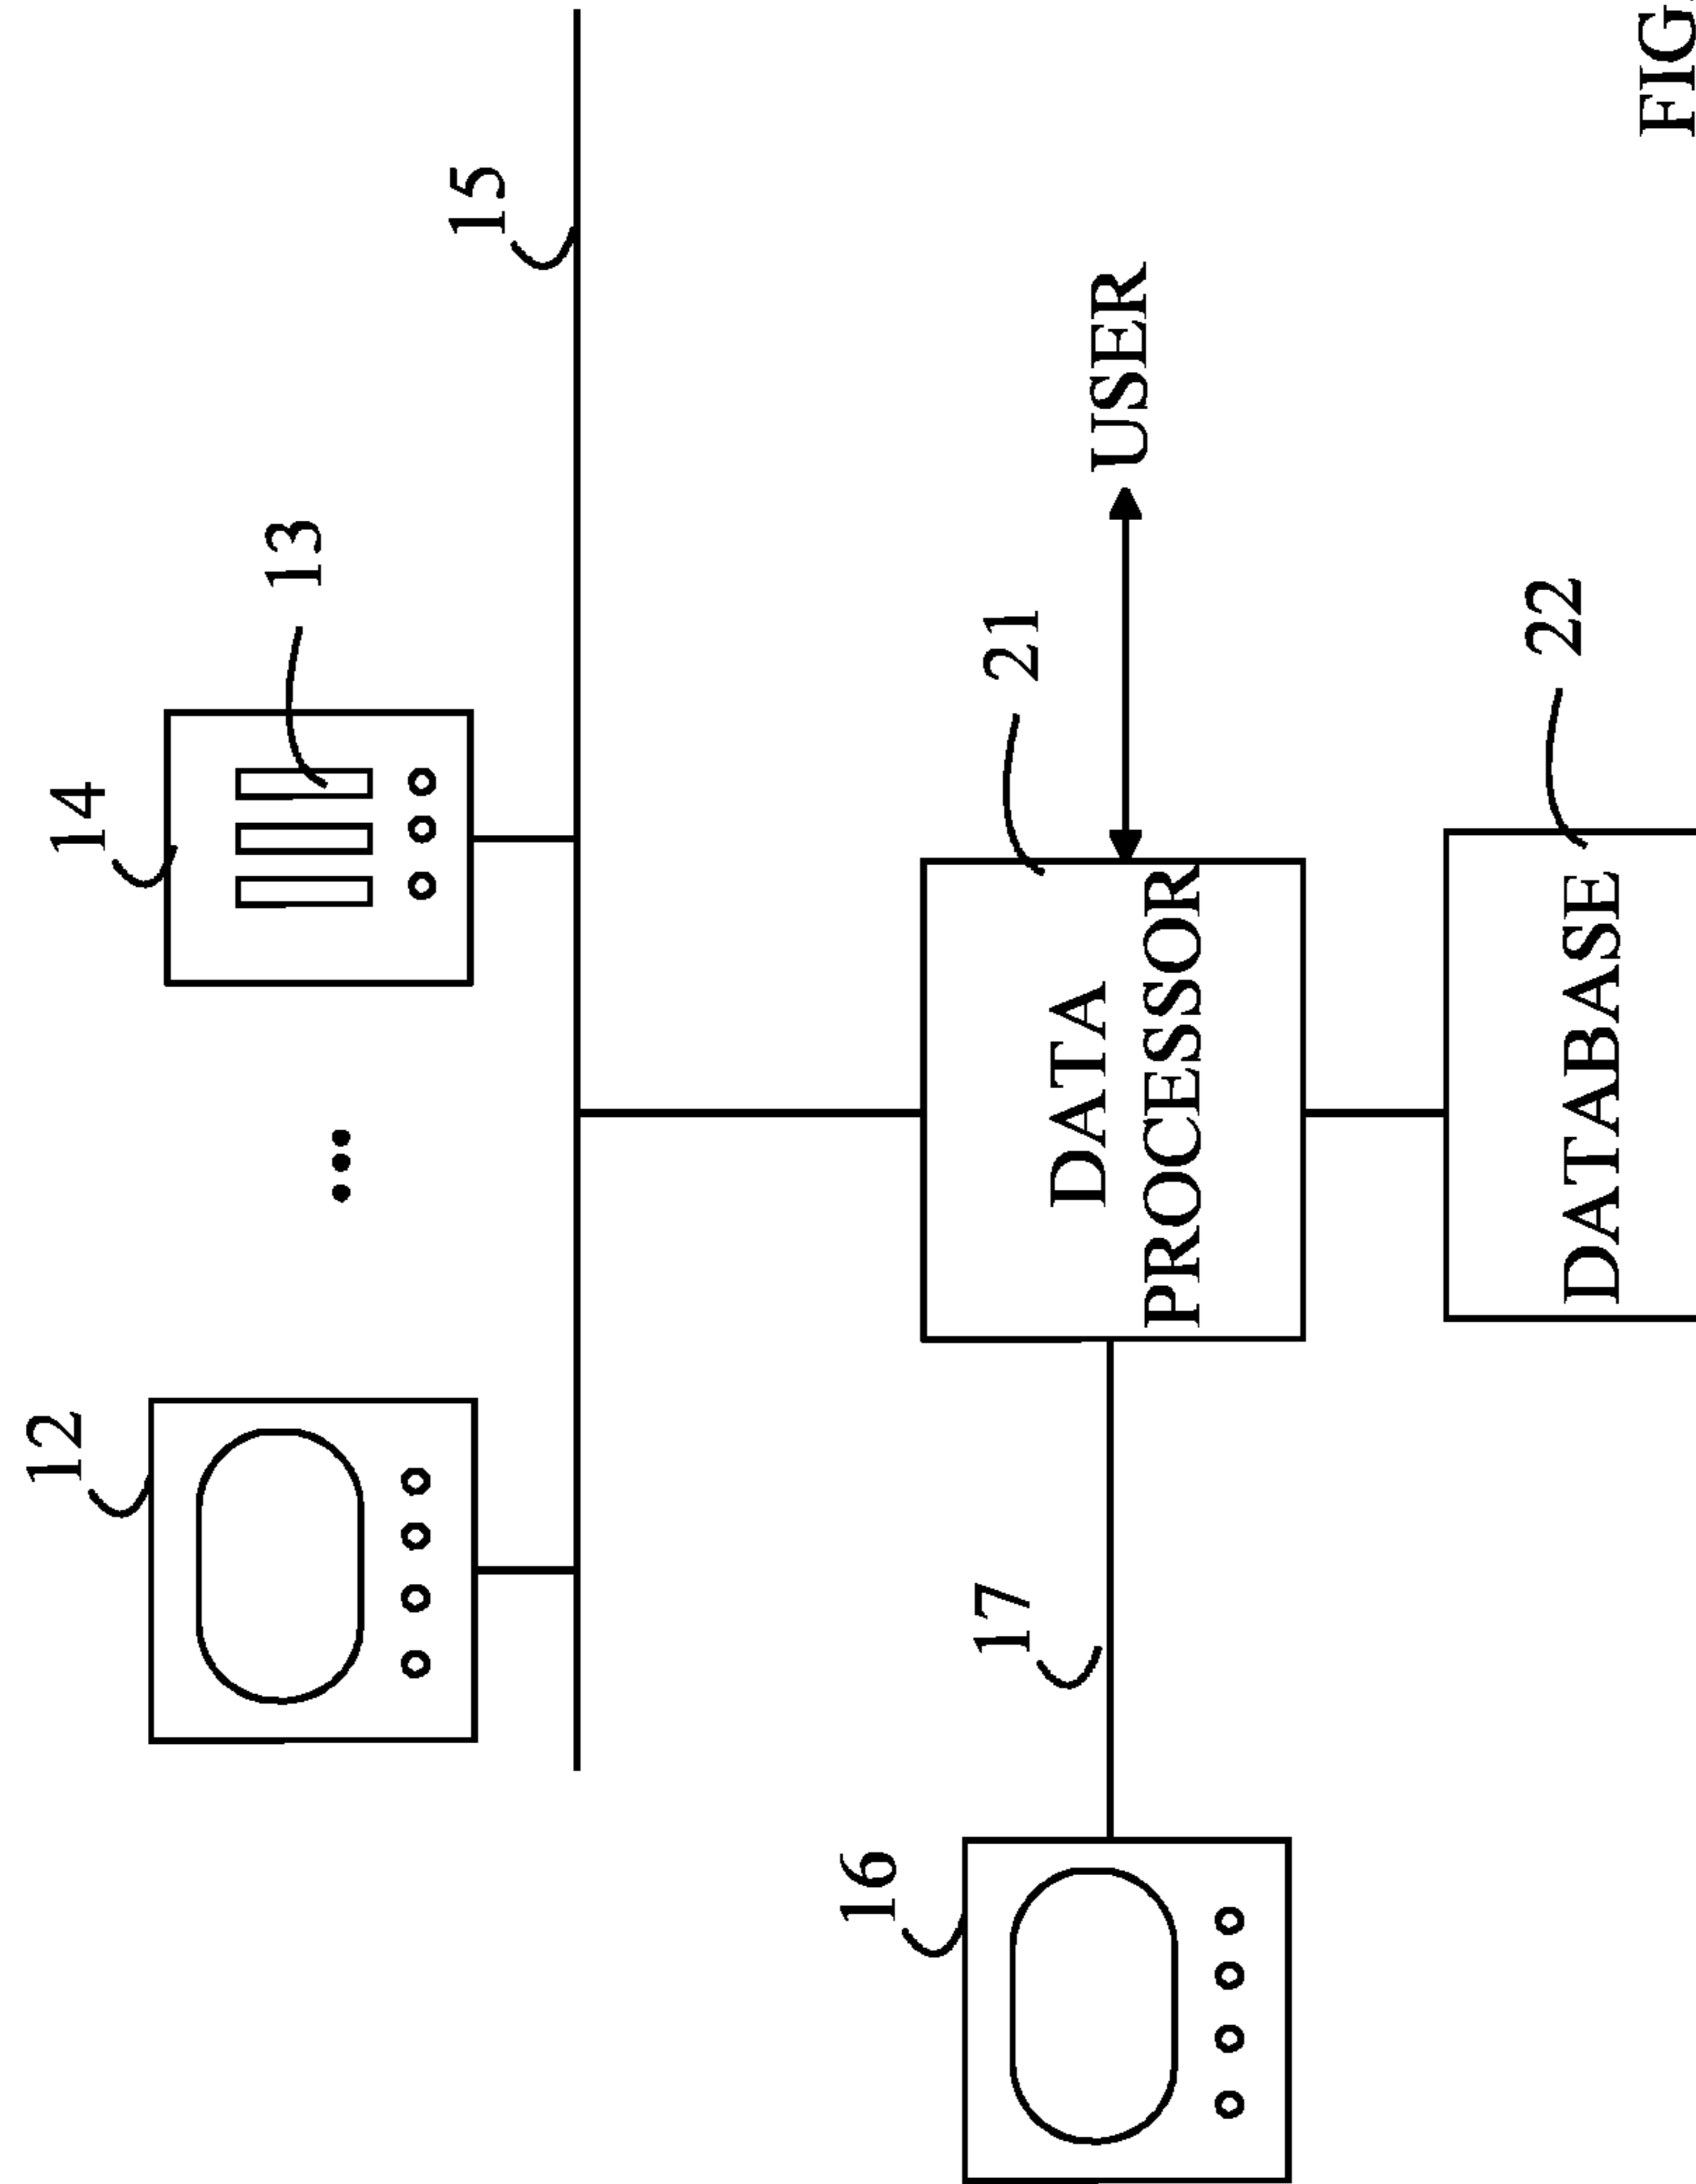 12
14
13
15
16
17
21
USER
DATA
PROCESSOR
22
DATABASE
FIG.